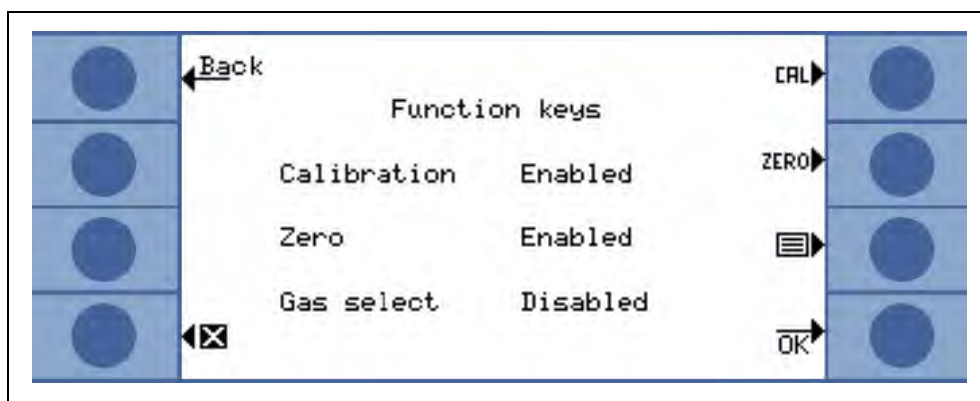 Back
CAL
Function keys
ZERO
Calibration Enabled
Zero Enabled
Gas select Disabled
OK